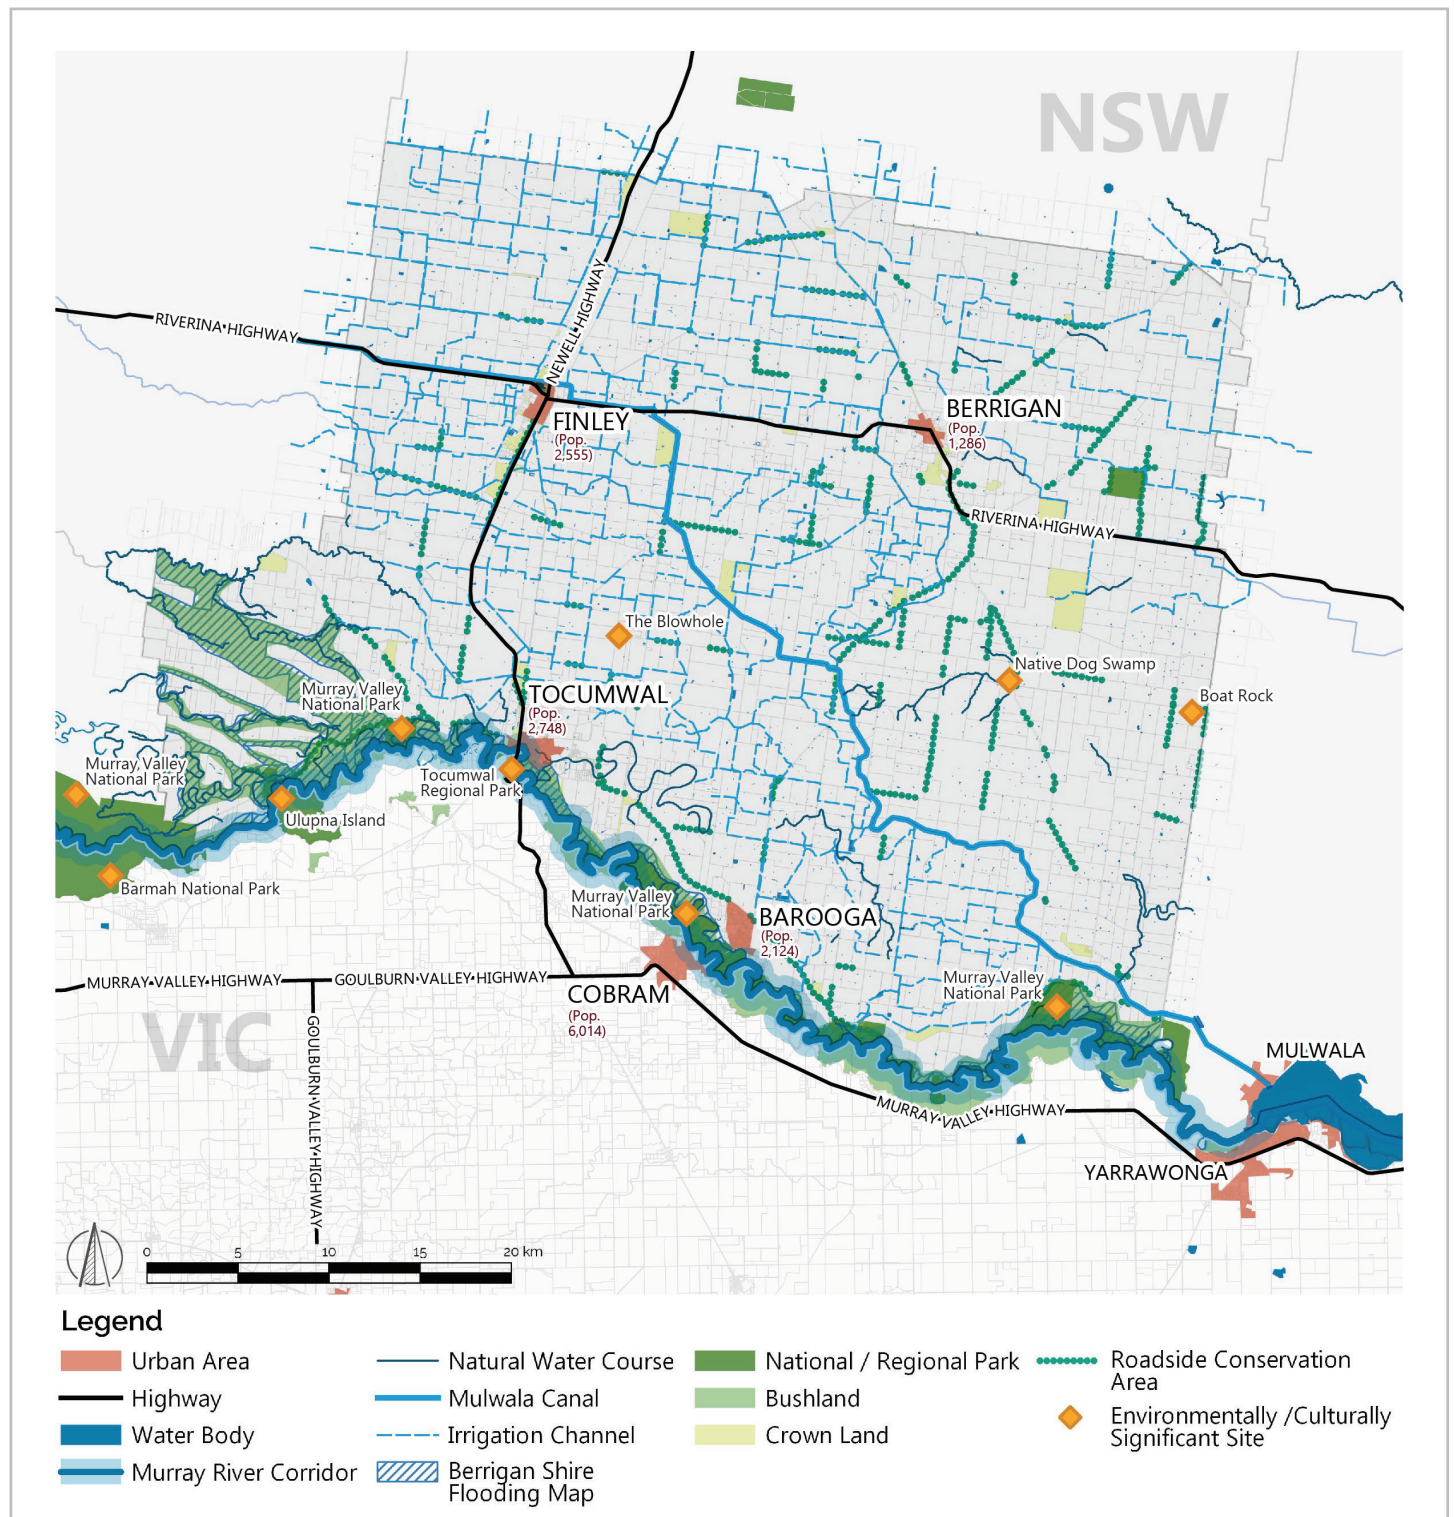 NSW
RIVERINA HIGHWAY
NEWELL HIGHWAY
FINLEY
(Pop.
2,555)
BERRIGAN
(Pop.
1,286)
RIVERINA HIGHWAY
The Blowhole
Native Dog Swamp
Boat Rock
Murray Valley
National Park
TOCUMWAL
(Pop.
2,748)
Murray Valley
National Park
Tocumwal
Regional Park
Ulupna Island
Barmah National Park
Murray Valley
National Park
BAROOGA
(Pop.
2,124)
MURRAY VALLEY HIGHWAY
GOULBURN VALLEY HIGHWAY
COBRAM
(Pop.
6,014)
Murray Valley
National Park
VIC
GOULBURN VALLEY HIGHWAY
MULWALA
MURRAY VALLEY HIGHWAY
YARRAWONGA
0 5 10 15 20 km
Legend
Urban Area
Highway
Water Body
Murray River Corridor
Natural Water Course
Mulwala Canal
Irrigation Channel
Berrigan Shire
Flooding Map
National / Regional Park
Bushland
Crown Land
Roadside Conservation
Area
Environmentally /Culturally
Significant Site